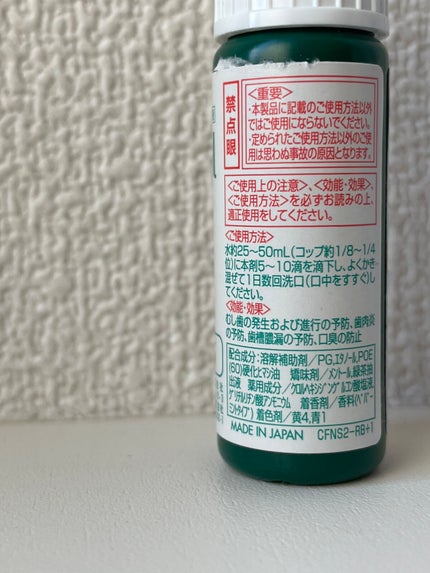 禁点眼
<重要>
・本製品に記載のご使用方法以外
ではご使用にならないでください。
・定められたご使用方法以外のご使
用は思わぬ事故の原因となります。
<ご使用上の注意>、<効能・効果>、
<ご使用方法>を必ずお読みの上、
適正使用をしてください。
<ご使用方法>
水約25〜50mL(コップ約1/8〜1/4
位)に本剤5〜10滴を滴下し、よくかき
混ぜて1日数回洗口(口中をすすぐ)し
てください。
<効能・効果>
むし歯の発生および進行の予防、歯肉炎
の予防、歯槽膿漏の予防、口臭の防止
配合成分:溶解補助剤/PG,エタノール,POE
(60)硬化ヒマシ油 矯味剤/メントール,緑茶抽
出液 薬用成分/クロルヘキシジングルコン酸塩液,
グリチルリチン酸アンモニウム 着香剤/香料(ペパー
ミントタイプ) 着色剤/黄4,青1
MADE IN JAPAN CFNS2-RB+1